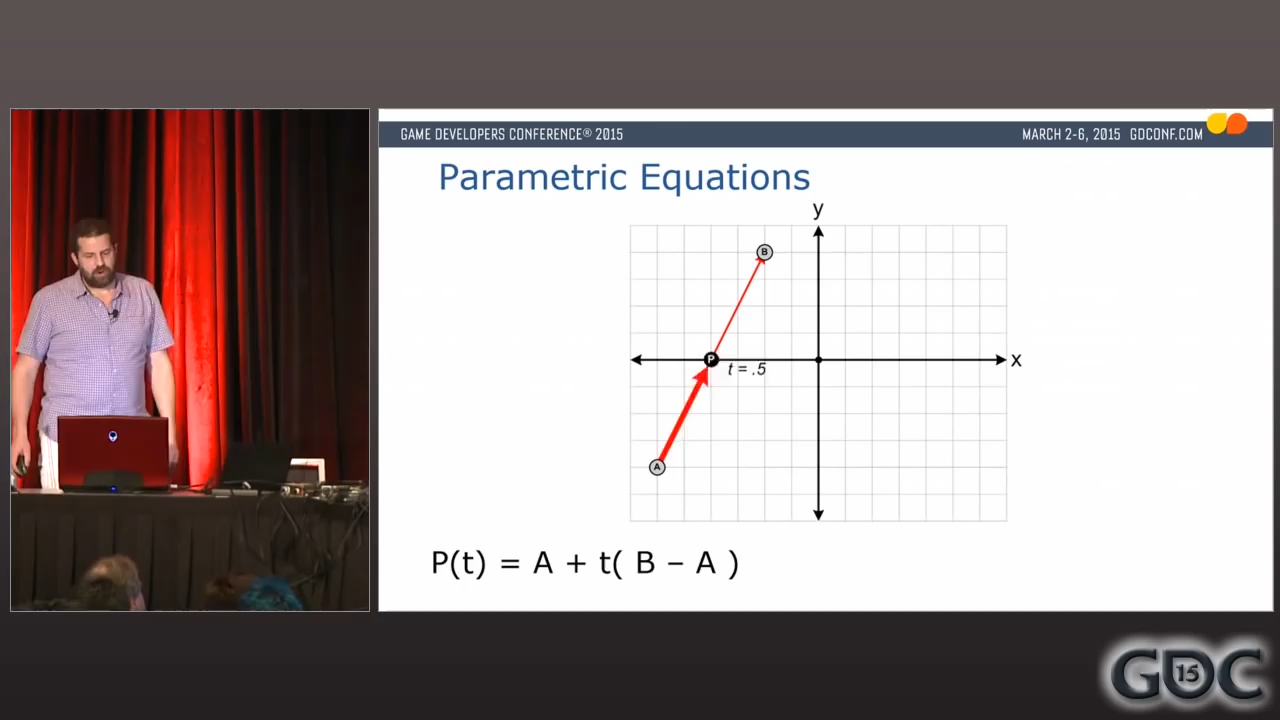 GAME DEVELOPERS CONFERENCE® 2015
MARCH 2-6, 2015 GDCONF.COM
Parametric Equations
y
B
P
x
t = .5
A
P(t) = A + t( B – A )
GDC
15